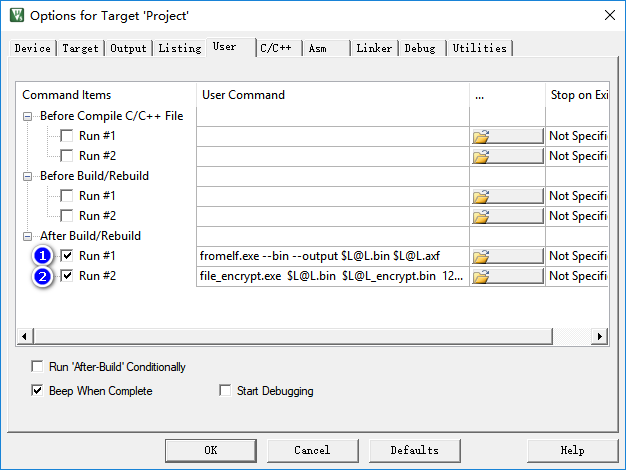 Options for Target 'Project'
Device Target Output Listing User C/C++ Asm Linker Debug Utilities
Command Items User Command ... Stop on Exi
Before Compile C/C++ File
Run #1 Not Specifi
Run #2 Not Specifi
Before Build/Rebuild
Run #1 Not Specifi
Run #2 Not Specifi
After Build/Rebuild
1 Run #1 fromelf.exe --bin --output $L@L.bin $L@L.axf Not Specifi
2 Run #2 file_encrypt.exe $L@L.bin $L@L_encrypt.bin 12... Not Specifi
Run 'After-Build' Conditionally
Beep When Complete Start Debugging
OK Cancel Defaults Help